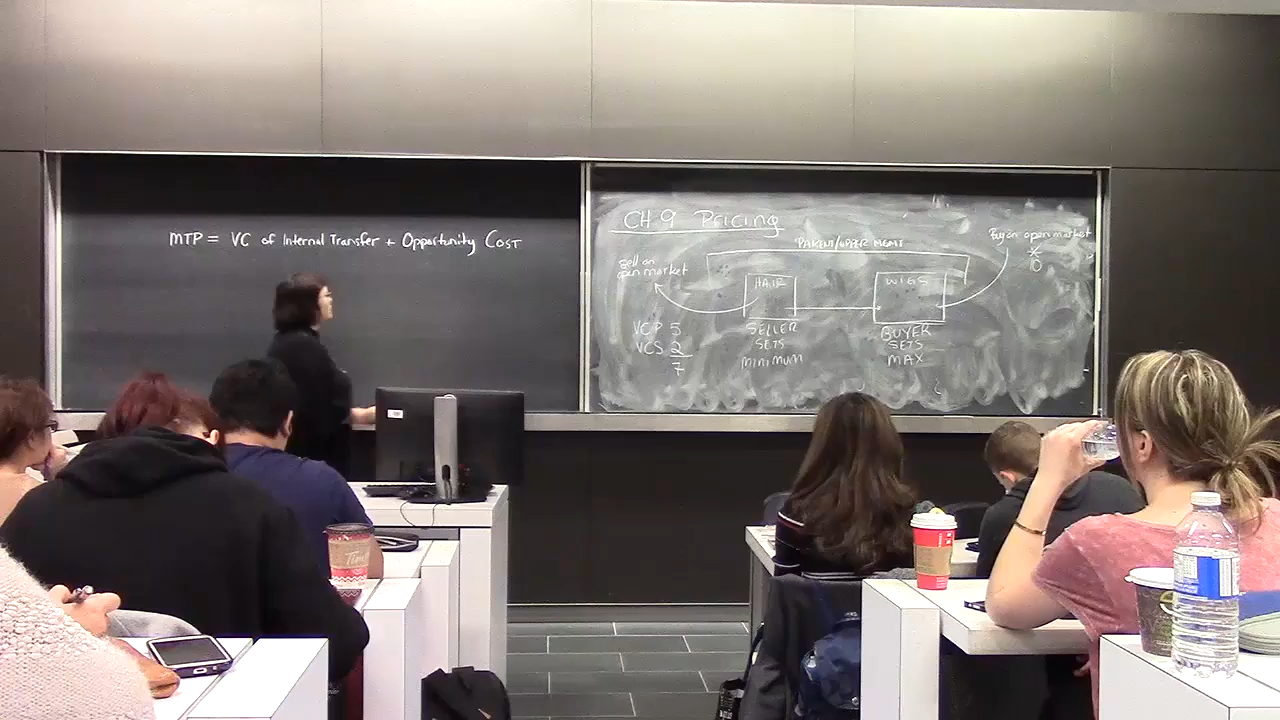 MTP = VC of Internal Transfer + Opportunity Cost
CH.9 Pricing
PARENT/UPPER MGMT
Buy on open market
10
sell on
open market
HAIR
WIGS
VCP 5
VCS 2
7
SELLER
SETS
MINIMUM
BUYER
SETS
MAX
Tim